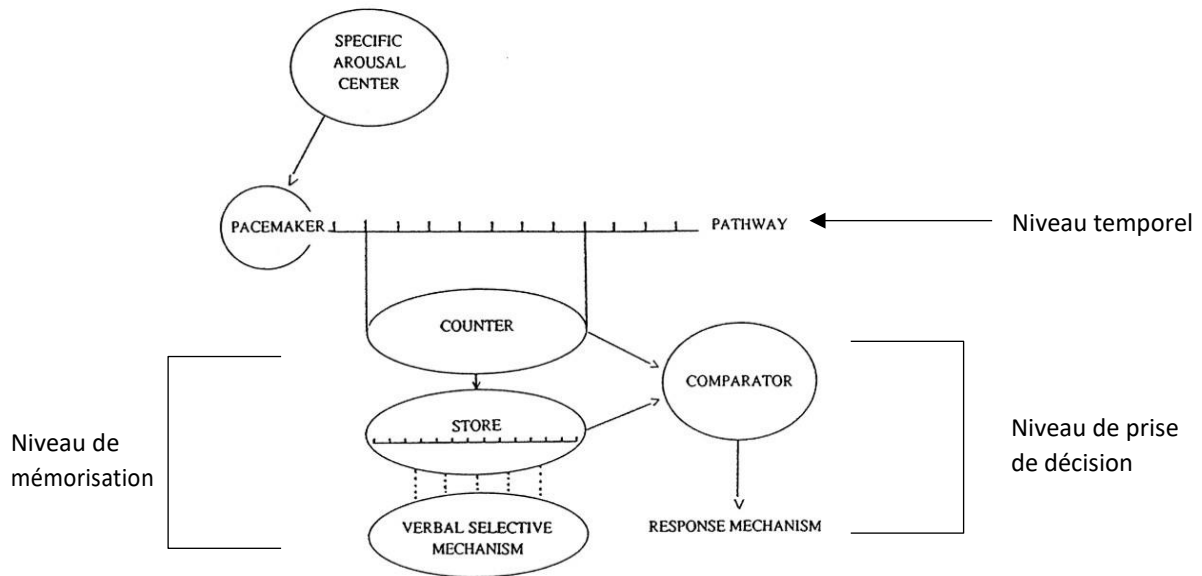 SPECIFIC
AROUSAL
CENTER
PACEMAKER
PATHWAY
Niveau temporel
COUNTER
COMPARATOR
STORE
Niveau de
mémorisation
Niveau de prise
de décision
VERBAL SELECTIVE
MECHANISM
RESPONSE MECHANISM